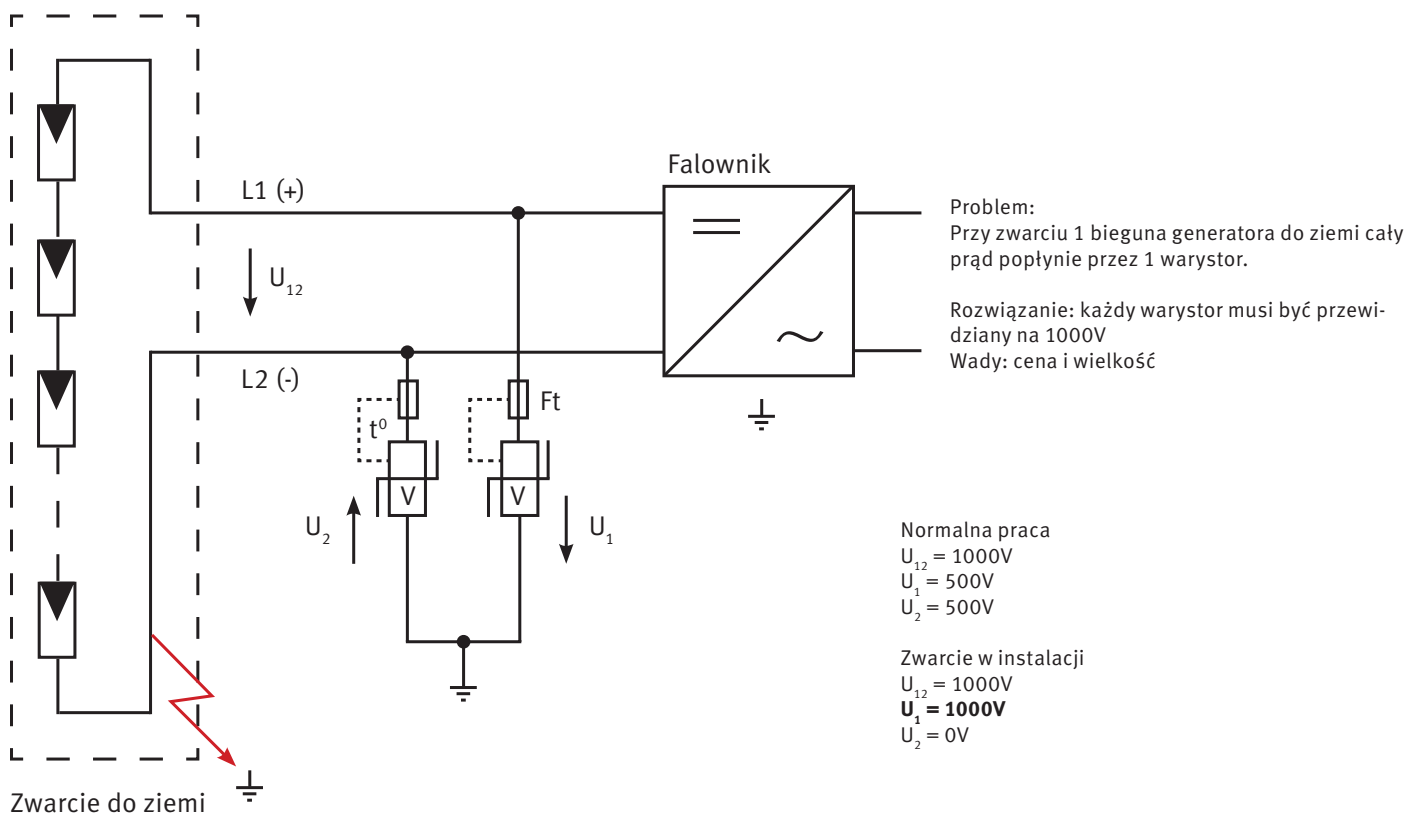 Falownik
L1 (+)
U₁₂
L2 (-)
Ft
t⁰
V
V
U₂
U₁
Zwarcie do ziemi
Problem:
Przy zwarciu 1 bieguna generatora do ziemi cały
prąd popłynie przez 1 warystor.
Rozwiązanie: każdy warystor musi być przewi-
dziany na 1000V
Wady: cena i wielkość
Normalna praca
U₁₂ = 1000V
U₁ = 500V
U₂ = 500V
Zwarcie w instalacji
U₁₂ = 1000V
U₁ = 1000V
U₂ = 0V